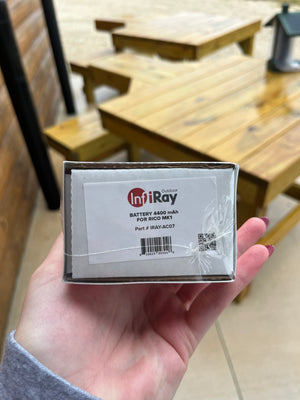 InfiRay
Outdoor
BATTERY 4400 mAh
FOR RICO MK1
Part # IRAY-AC07